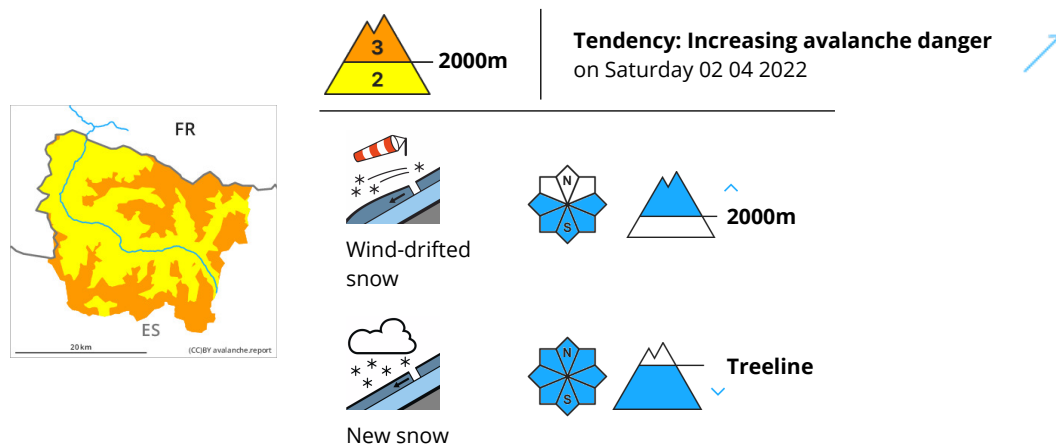 3
2
2000m
Tendency: Increasing avalanche danger
on Saturday 02 04 2022
FR
ES
20 km
(CC)BY avalanche.report
Wind-drifted
snow
N
S
2000m
New snow
N
S
Treeline